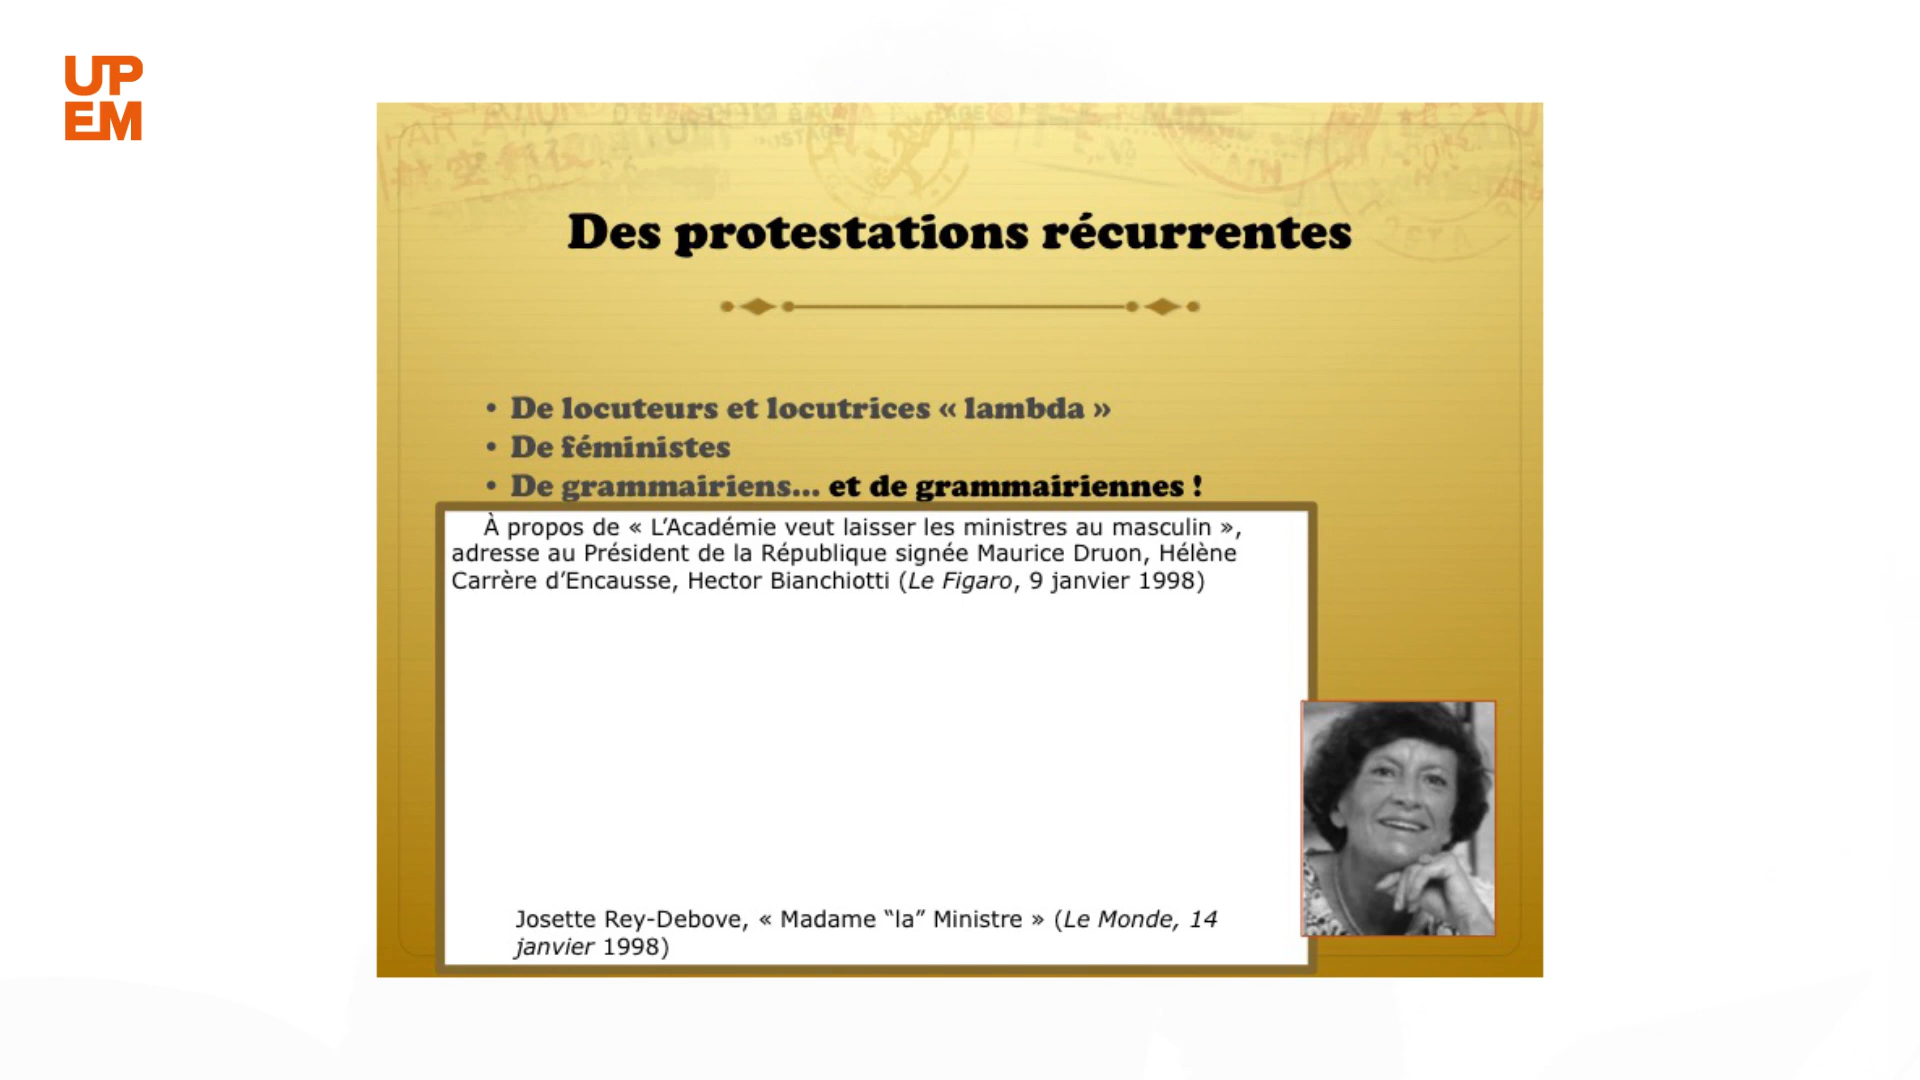 UP
EM
PAR AVION
Des protestations récurrentes
• De locuteurs et locutrices « lambda »
• De féministes
• De grammairiens... et de grammairiennes !
À propos de « L’Académie veut laisser les ministres au masculin »,
adresse au Président de la République signée Maurice Druon, Hélène
Carrère d’Encausse, Hector Bianchiotti (Le Figaro, 9 janvier 1998)
Josette Rey-Debove, « Madame “la” Ministre » (Le Monde, 14
janvier 1998)